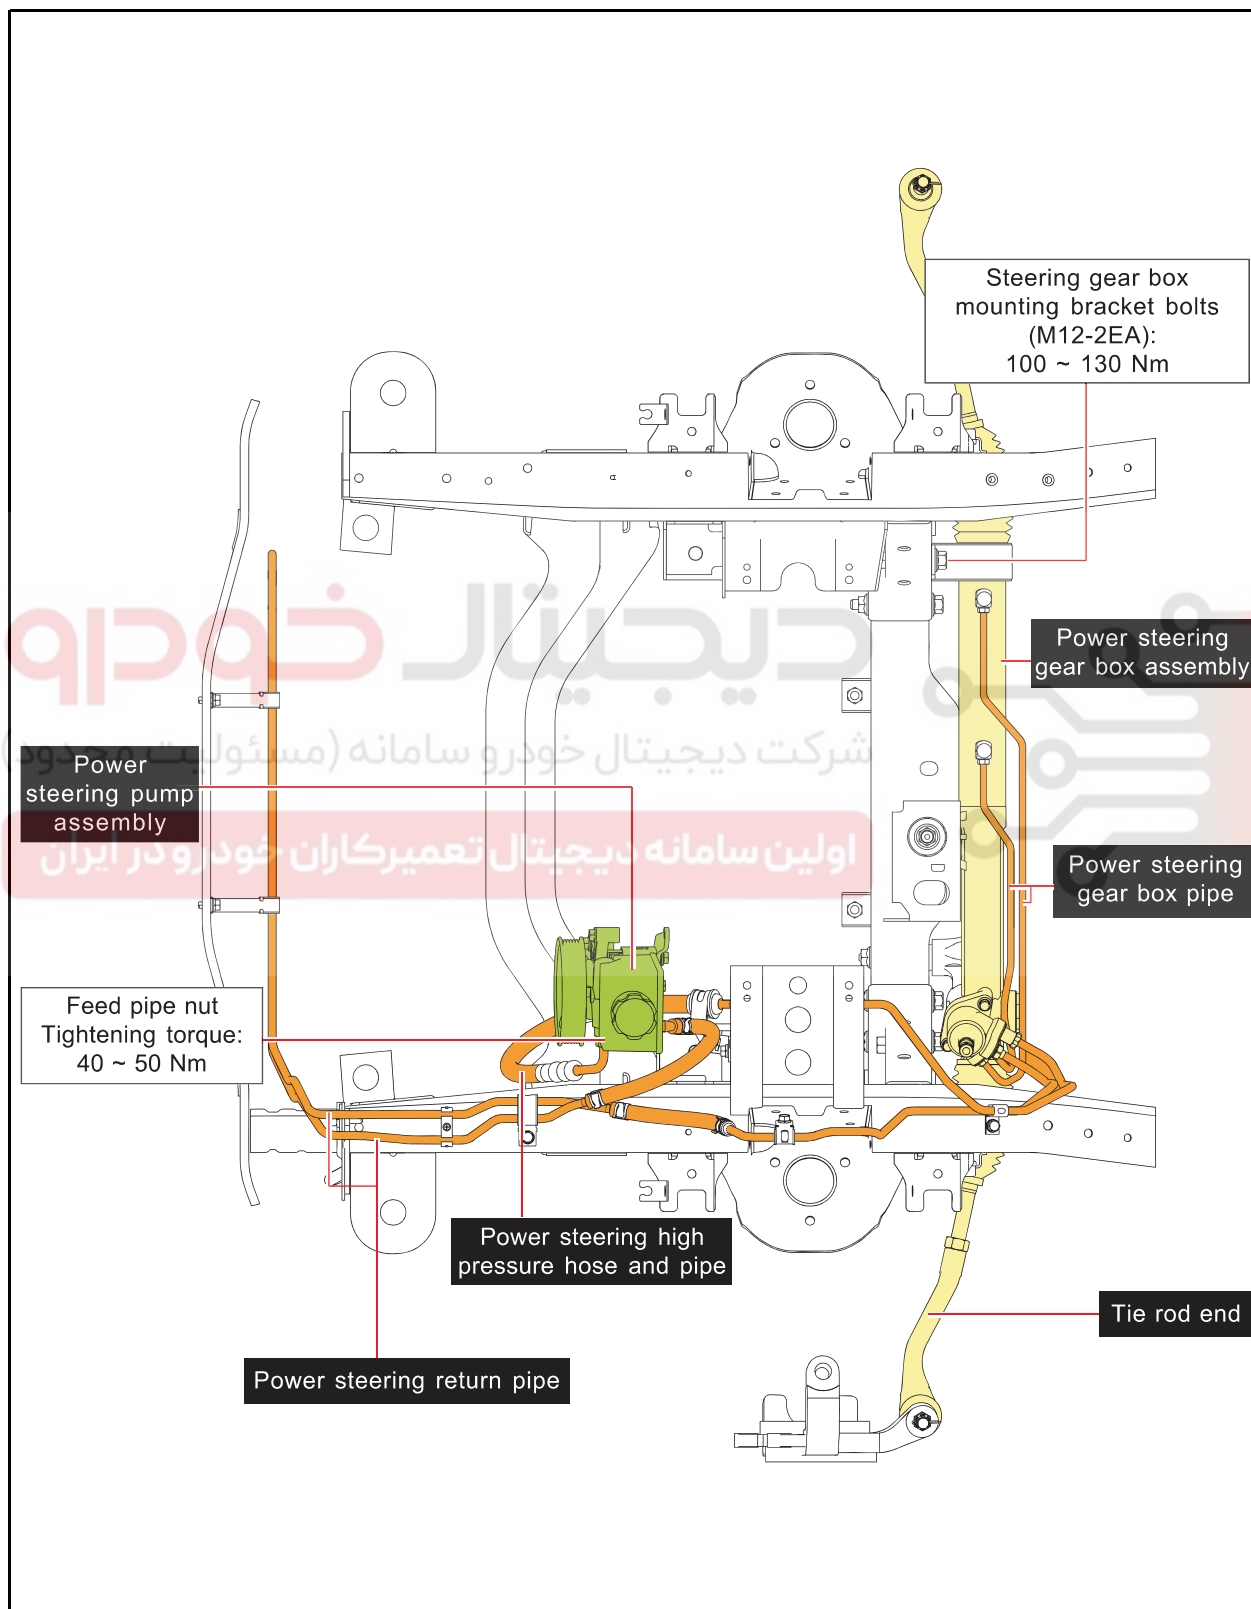 Steering gear box
mounting bracket bolts
(M12-2EA):
100 ~ 130 Nm
دیجیتال خودرو
Power steering
gear box assembly
شرکت دیجیتال خودرو سامانه (مسئولیت محدود)
Power
steering pump
assembly
اولین سامانه دیجیتال تعمیرکاران خودرو در ایران
Power steering
gear box pipe
Feed pipe nut
Tightening torque:
40 ~ 50 Nm
Power steering high
pressure hose and pipe
Tie rod end
Power steering return pipe